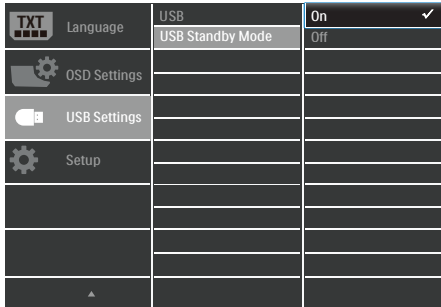 TXT
Language
OSD Settings
USB Settings
Setup
USB
USB Standby Mode
On
Off